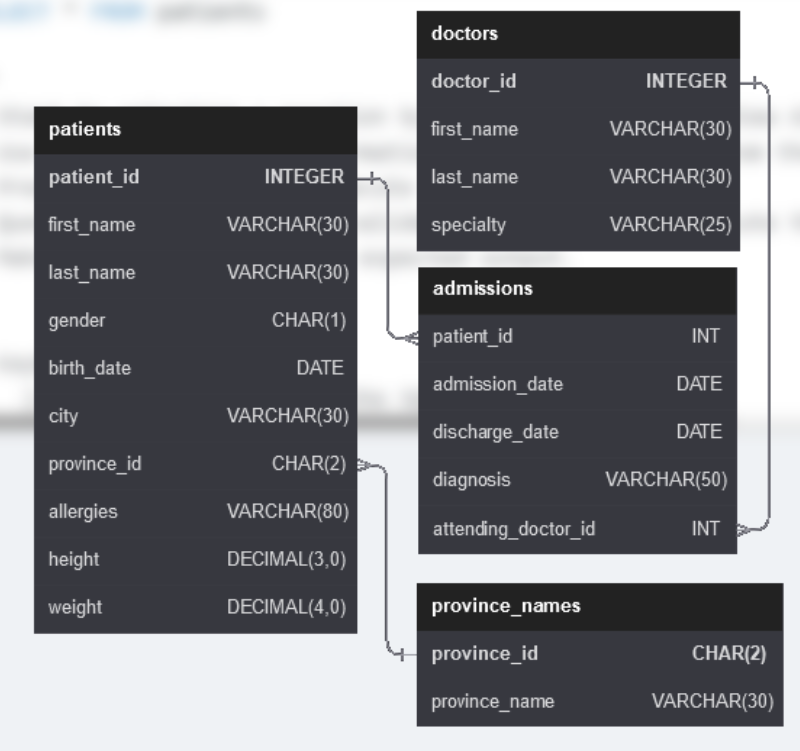 patients
patient_id INTEGER
first_name VARCHAR(30)
last_name VARCHAR(30)
gender CHAR(1)
birth_date DATE
city VARCHAR(30)
province_id CHAR(2)
allergies VARCHAR(80)
height DECIMAL(3,0)
weight DECIMAL(4,0)
doctors
doctor_id INTEGER
first_name VARCHAR(30)
last_name VARCHAR(30)
specialty VARCHAR(25)
admissions
patient_id INT
admission_date DATE
discharge_date DATE
diagnosis VARCHAR(50)
attending_doctor_id INT
province_names
province_id CHAR(2)
province_name VARCHAR(30)